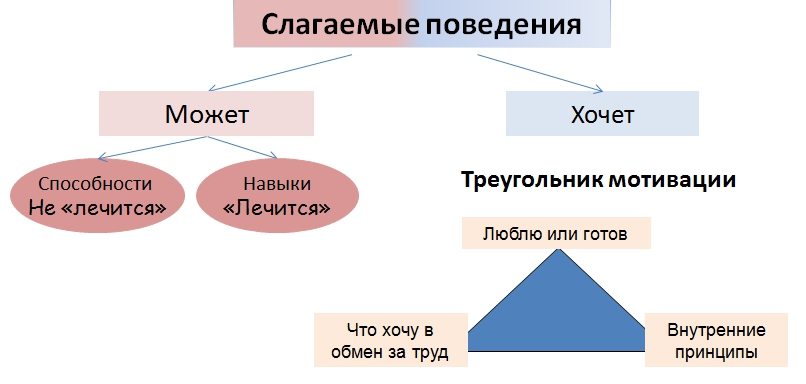 Слагаемые поведения
Может
Хочет
Способности
Не «лечится»
Навыки
«Лечится»
Треугольник мотивации
Люблю или готов
Что хочу в
обмен за труд
Внутренние
принципы